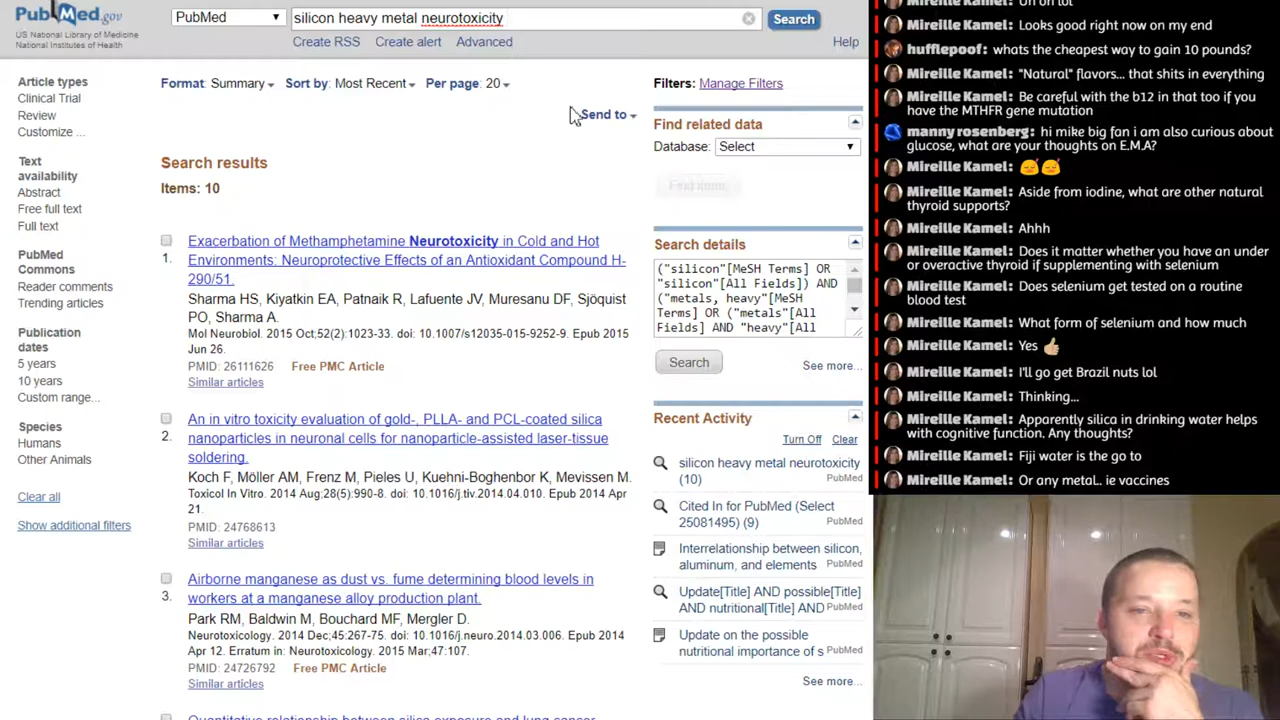 PubMed.gov
US National Library of Medicine
National Institutes of Health
PubMed
silicon heavy metal neurotoxicity
Search
Create RSS Create alert Advanced
Help
Article types
Clinical Trial
Review
Customize ...
Text
availability
Abstract
Free full text
Full text
PubMed
Commons
Reader comments
Trending articles
Publication
dates
5 years
10 years
Custom range...
Species
Humans
Other Animals
Clear all
Show additional filters
Format: Summary Sort by: Most Recent Per page: 20
Send to
Search results
Items: 10
Exacerbation of Methamphetamine Neurotoxicity in Cold and Hot
1. Environments: Neuroprotective Effects of an Antioxidant Compound H-
290/51.
Sharma HS, Kiyatkin EA, Patnaik R, Lafuente JV, Muresanu DF, Sjöquist
PO, Sharma A.
Mol Neurobiol. 2015 Oct;52(2):1023-33. doi: 10.1007/s12035-015-9252-9. Epub 2015
Jun 26.
PMID: 26111626 Free PMC Article
Similar articles
An in vitro toxicity evaluation of gold-, PLLA- and PCL-coated silica
2. nanoparticles in neuronal cells for nanoparticle-assisted laser-tissue
soldering.
Koch F, Möller AM, Frenz M, Pieles U, Kuehni-Boghenbor K, Mevissen M.
Toxicol In Vitro. 2014 Aug;28(5):990-8. doi: 10.1016/j.tiv.2014.04.010. Epub 2014 Apr
21.
PMID: 24768613
Similar articles
Airborne manganese as dust vs. fume determining blood levels in
3. workers at a manganese alloy production plant.
Park RM, Baldwin M, Bouchard MF, Mergler D.
Neurotoxicology. 2014 Dec;45:267-75. doi: 10.1016/j.neuro.2014.03.006. Epub 2014
Apr 12. Erratum in: Neurotoxicology. 2015 Mar;47:107.
PMID: 24726792 Free PMC Article
Similar articles
Quantitative relationship between silica exposure and lung cancer
Filters: Manage Filters
Find related data
Database: Select
Find items
Search details
("silicon"[MeSH Terms] OR
"silicon"[All Fields]) AND
("metals, heavy"[MeSH
Terms] OR ("metals"[All
Fields] AND "heavy"[All
Search
See more...
Recent Activity
Turn Off Clear
silicon heavy metal neurotoxicity
(10) PubMed
Cited In for PubMed (Select
25081495) (9) PubMed
Interrelationship between silicon,
aluminum, and elements PubMed
Update[Title] AND possible[Title]
AND nutritional[Title] AND PubMed
Update on the possible
nutritional importance of s PubMed
See more...
Mireille Kamel: Uh oh lol
Mireille Kamel: Looks good right now on my end
hufflepoof: whats the cheapest way to gain 10 pounds?
Mireille Kamel: "Natural" flavors... that shits in everything
Mireille Kamel: Be careful with the b12 in that too if you
have the MTHFR gene mutation
manny rosenberg: hi mike big fan i am also curious about
glucose, what are your thoughts on E.M.A?
Mireille Kamel: 😴😴
Mireille Kamel: Aside from iodine, what are other natural
thyroid supports?
Mireille Kamel: Ahhh
Mireille Kamel: Does it matter whether you have an under
or overactive thyroid if supplementing with selenium
Mireille Kamel: Does selenium get tested on a routine
blood test
Mireille Kamel: What form of selenium and how much
Mireille Kamel: Yes 👍🏼
Mireille Kamel: I'll go get Brazil nuts lol
Mireille Kamel: Thinking...
Mireille Kamel: Apparently silica in drinking water helps
with cognitive function. Any thoughts?
Mireille Kamel: Fiji water is the go to
Mireille Kamel: Or any metal.. ie vaccines